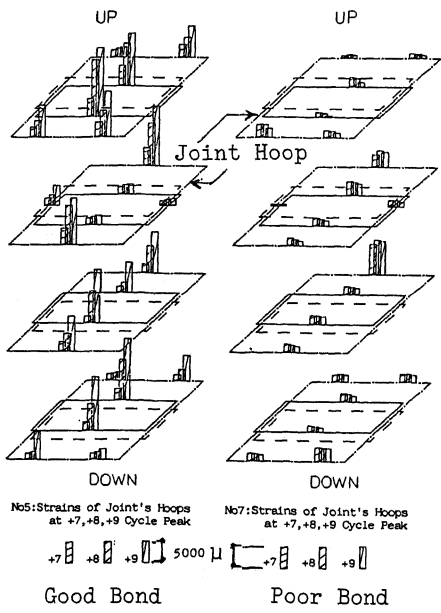 UP UP
Joint Hoop
DOWN DOWN
No5:Strains of Joint's Hoops No7:Strains of Joint's Hoops
at +7,+8,+9 Cycle Peak at +7,+8,+9 Cycle Peak
+7 +8 +9 5000 μ +7 +8 +9
Good Bond Poor Bond